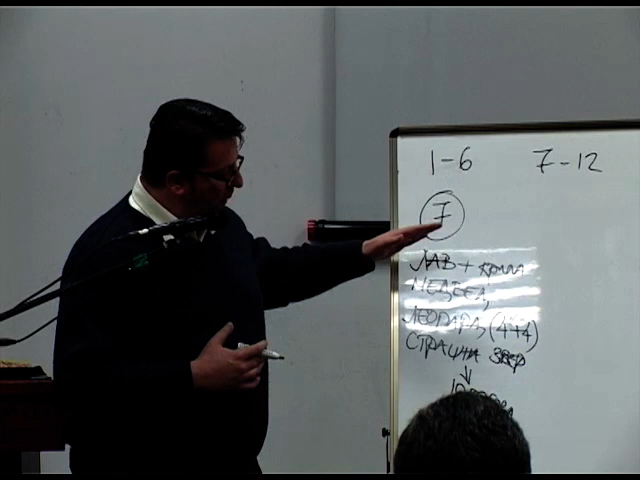 1-6 7-12
7
ЛАВ + крила
МЕДВЕД,
ЛЕОПАРД, (4+4)
СТРАШНА ЗВЕР
↓